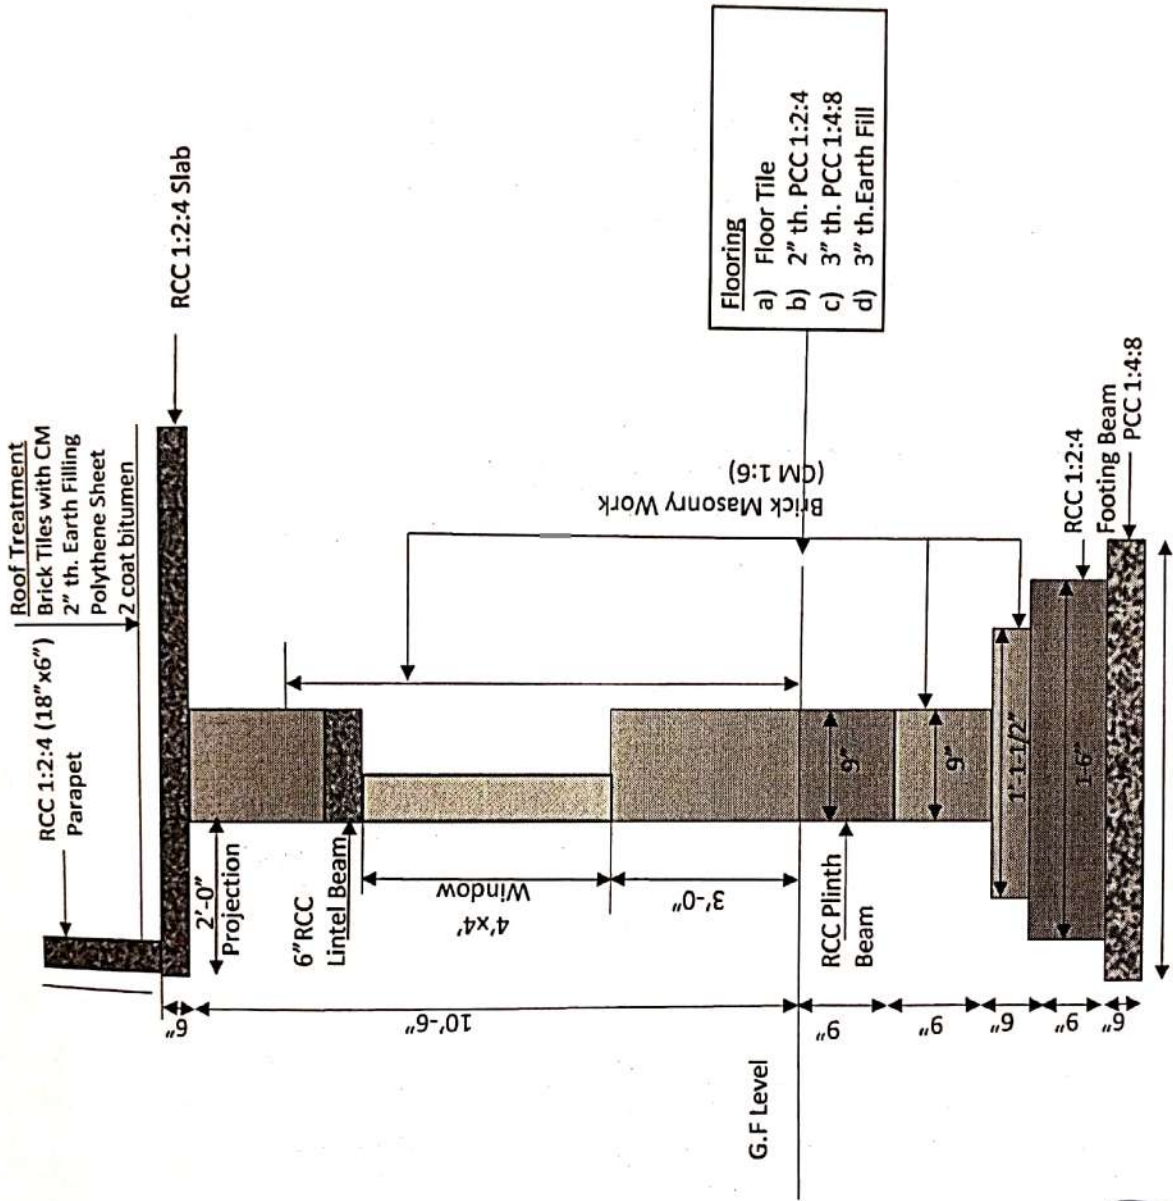 Roof Treatment
Brick Tiles with CM
2" th. Earth Filling
Polythene Sheet
2 coat bitumen
RCC 1:2:4 (18"x6")
Parapet
RCC 1:2:4 Slab
6"
2'-0"
Projection
10'-6"
6"RCC
Lintel Beam
4'x4'
Window
3'-0"
Brick Masonry Work
(CM 1:6)
Flooring
a) Floor Tile
b) 2" th. PCC 1:2:4
c) 3" th. PCC 1:4:8
d) 3" th.Earth Fill
G.F Level
RCC Plinth
Beam
9"
9"
9"
9"
6"
1'-1-1/2"
9"
1-6"
RCC 1:2:4
Footing Beam
6"
PCC 1:4:8